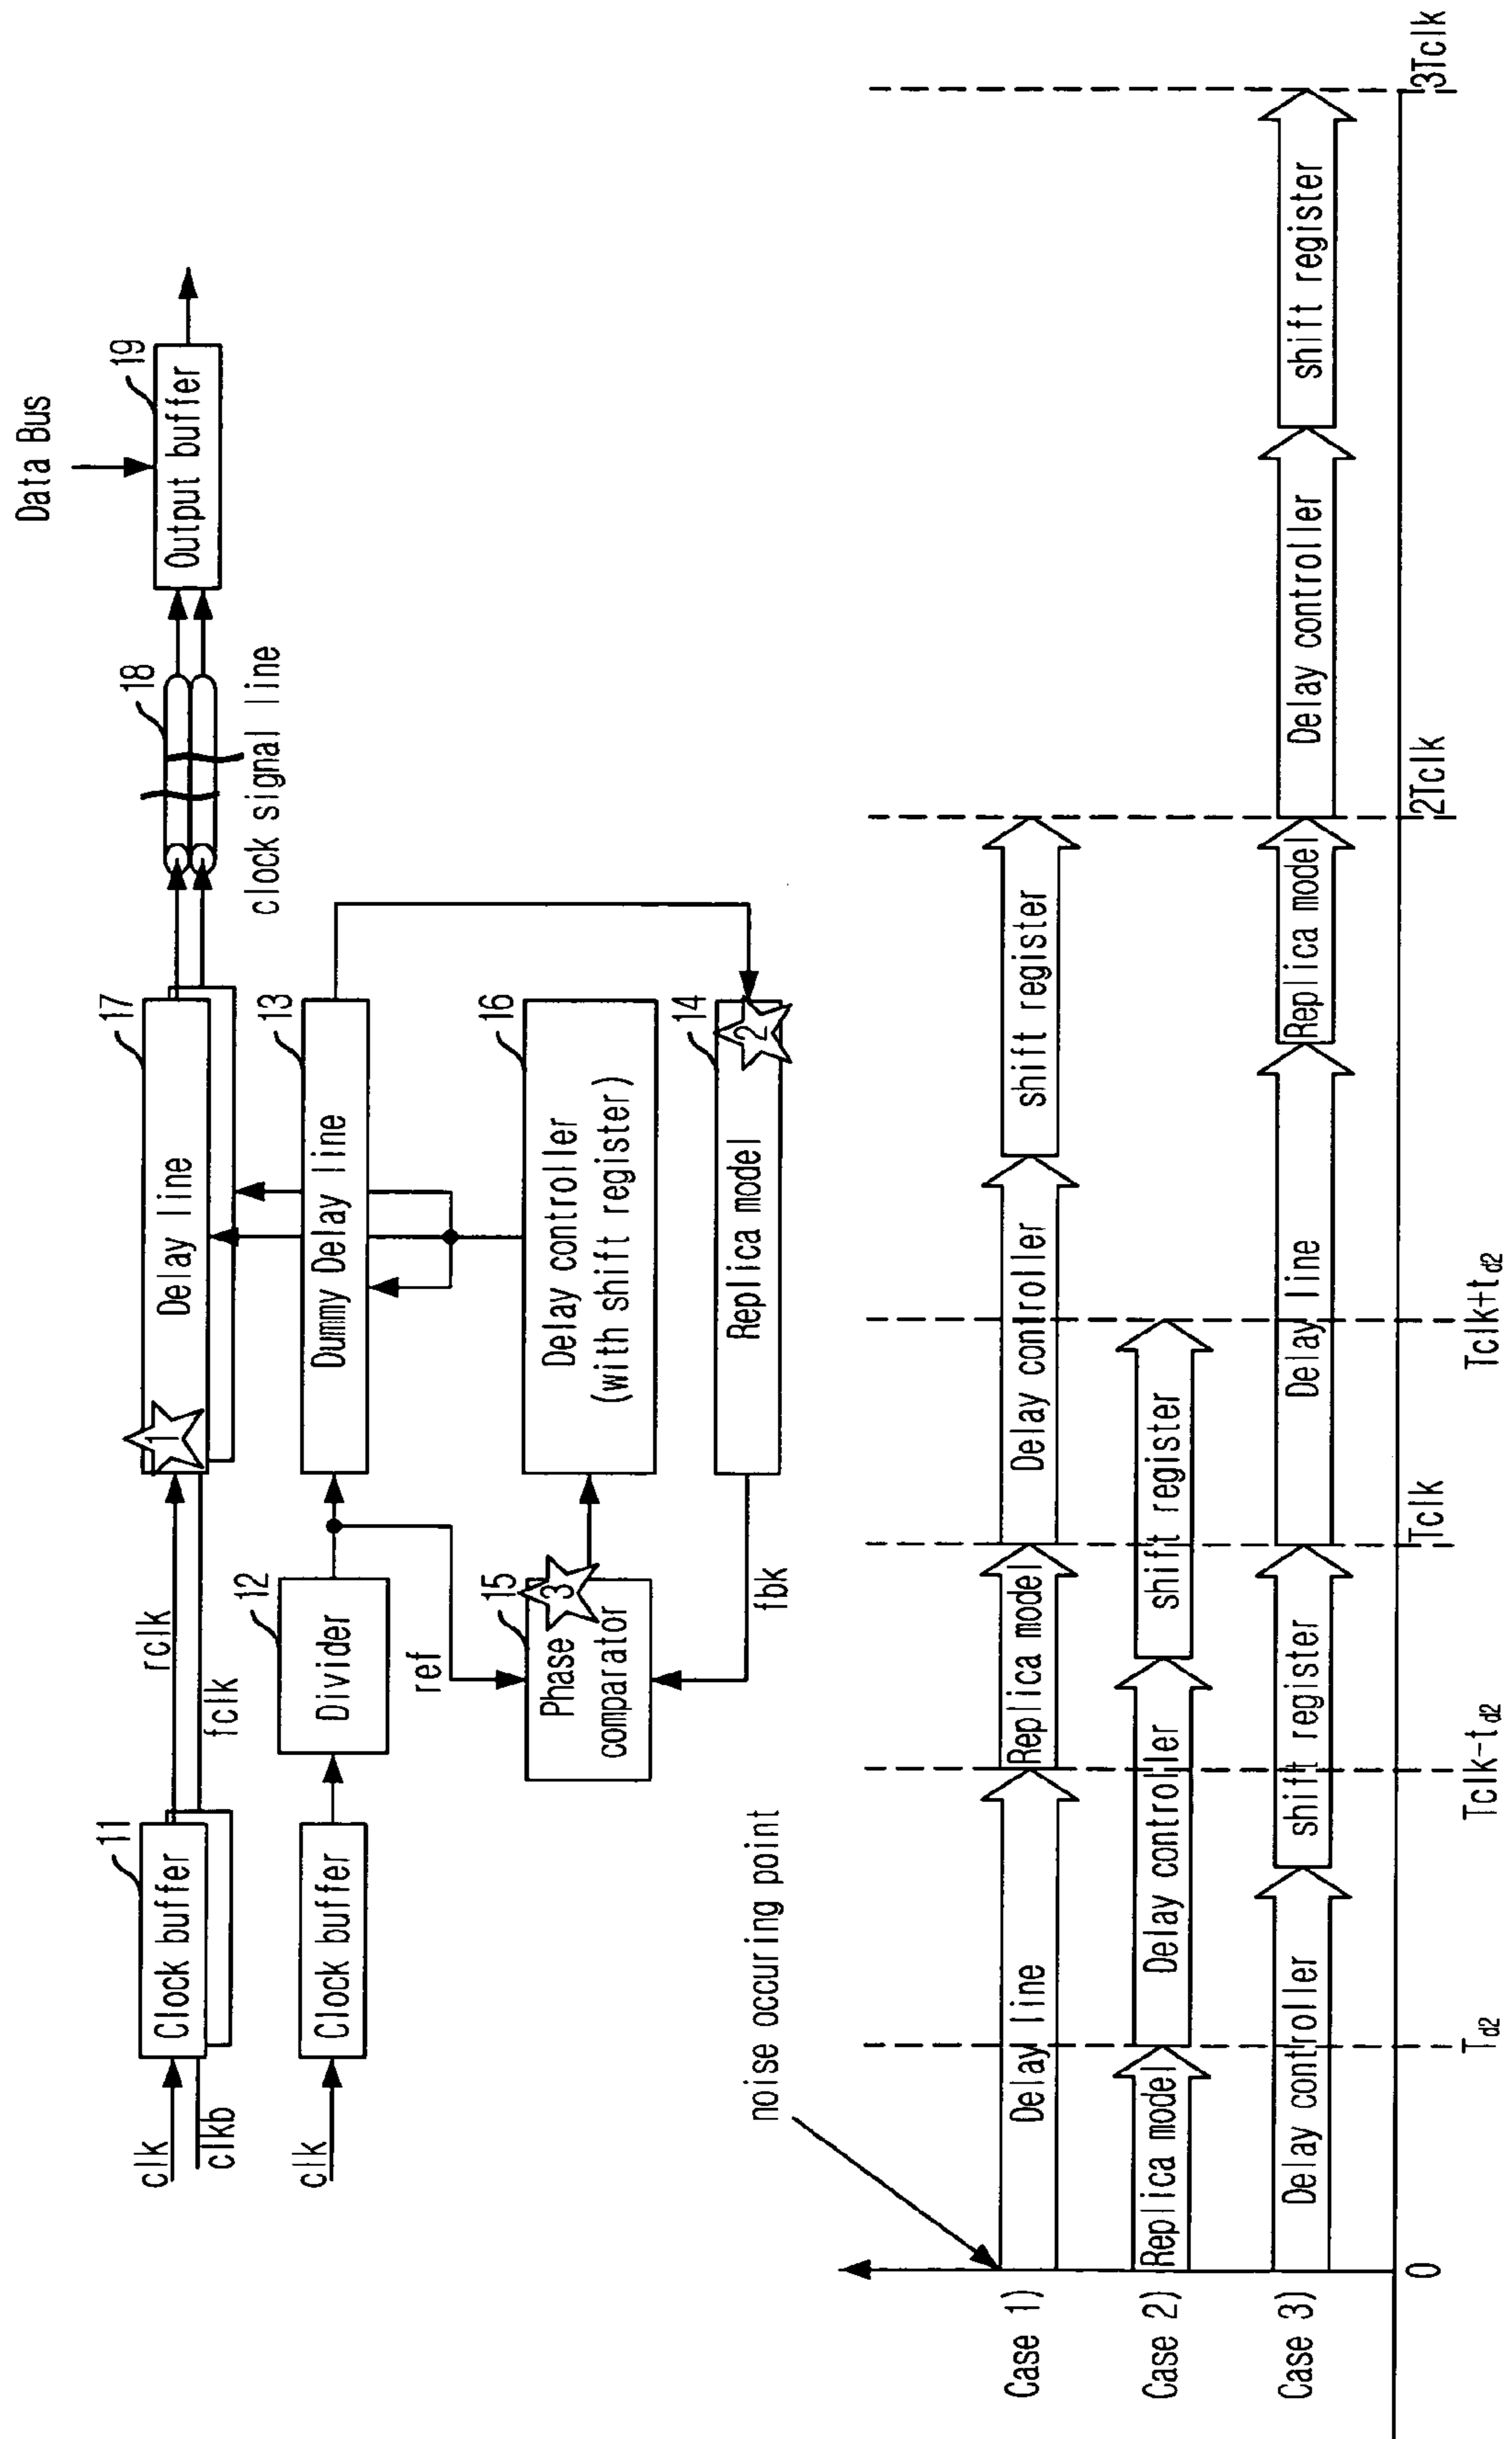 Data Bus
clk
clkb
Clock buffer
11
rclk
fclk
1
Delay line
17
18
clock signal line
Output buffer
19
clk
Clock buffer
Divider
12
ref
Dummy Delay line
13
Phase
comparator
15
3
Delay controller
(with shift register)
16
fbk
Replica model
14
2
noise occuring point
Case 1)
Delay line
Replica model
Delay controller
shift register
Case 2)
Replica model
Delay controller
shift register
Case 3)
Delay controller
shift register
Delay line
Replica model
Delay controller
shift register
0
Td2
Tclk-td2
Tclk
Tclk+td2
2Tclk
3Tclk